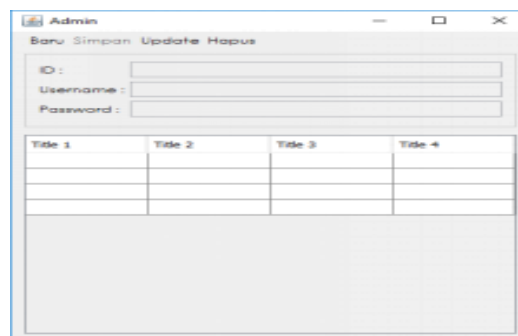 Admin
Baru Simpan Update Hapus
ID :
Username :
Password :
Title 1 Title 2 Title 3 Title 4